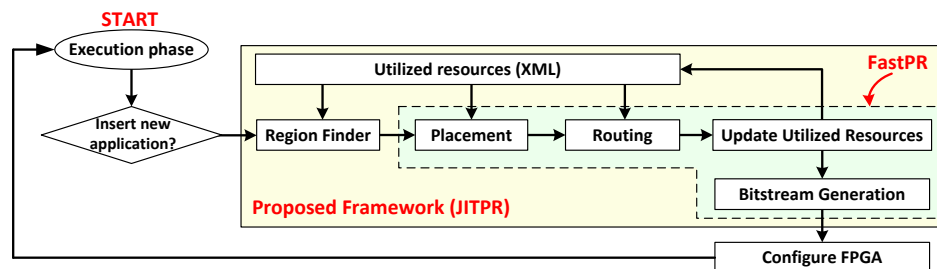 START
Execution phase
Utilized resources (XML)
FastPR
Insert new
application?
Region Finder
Placement
Routing
Update Utilized Resources
Bitstream Generation
Proposed Framework (JITPR)
Configure FPGA